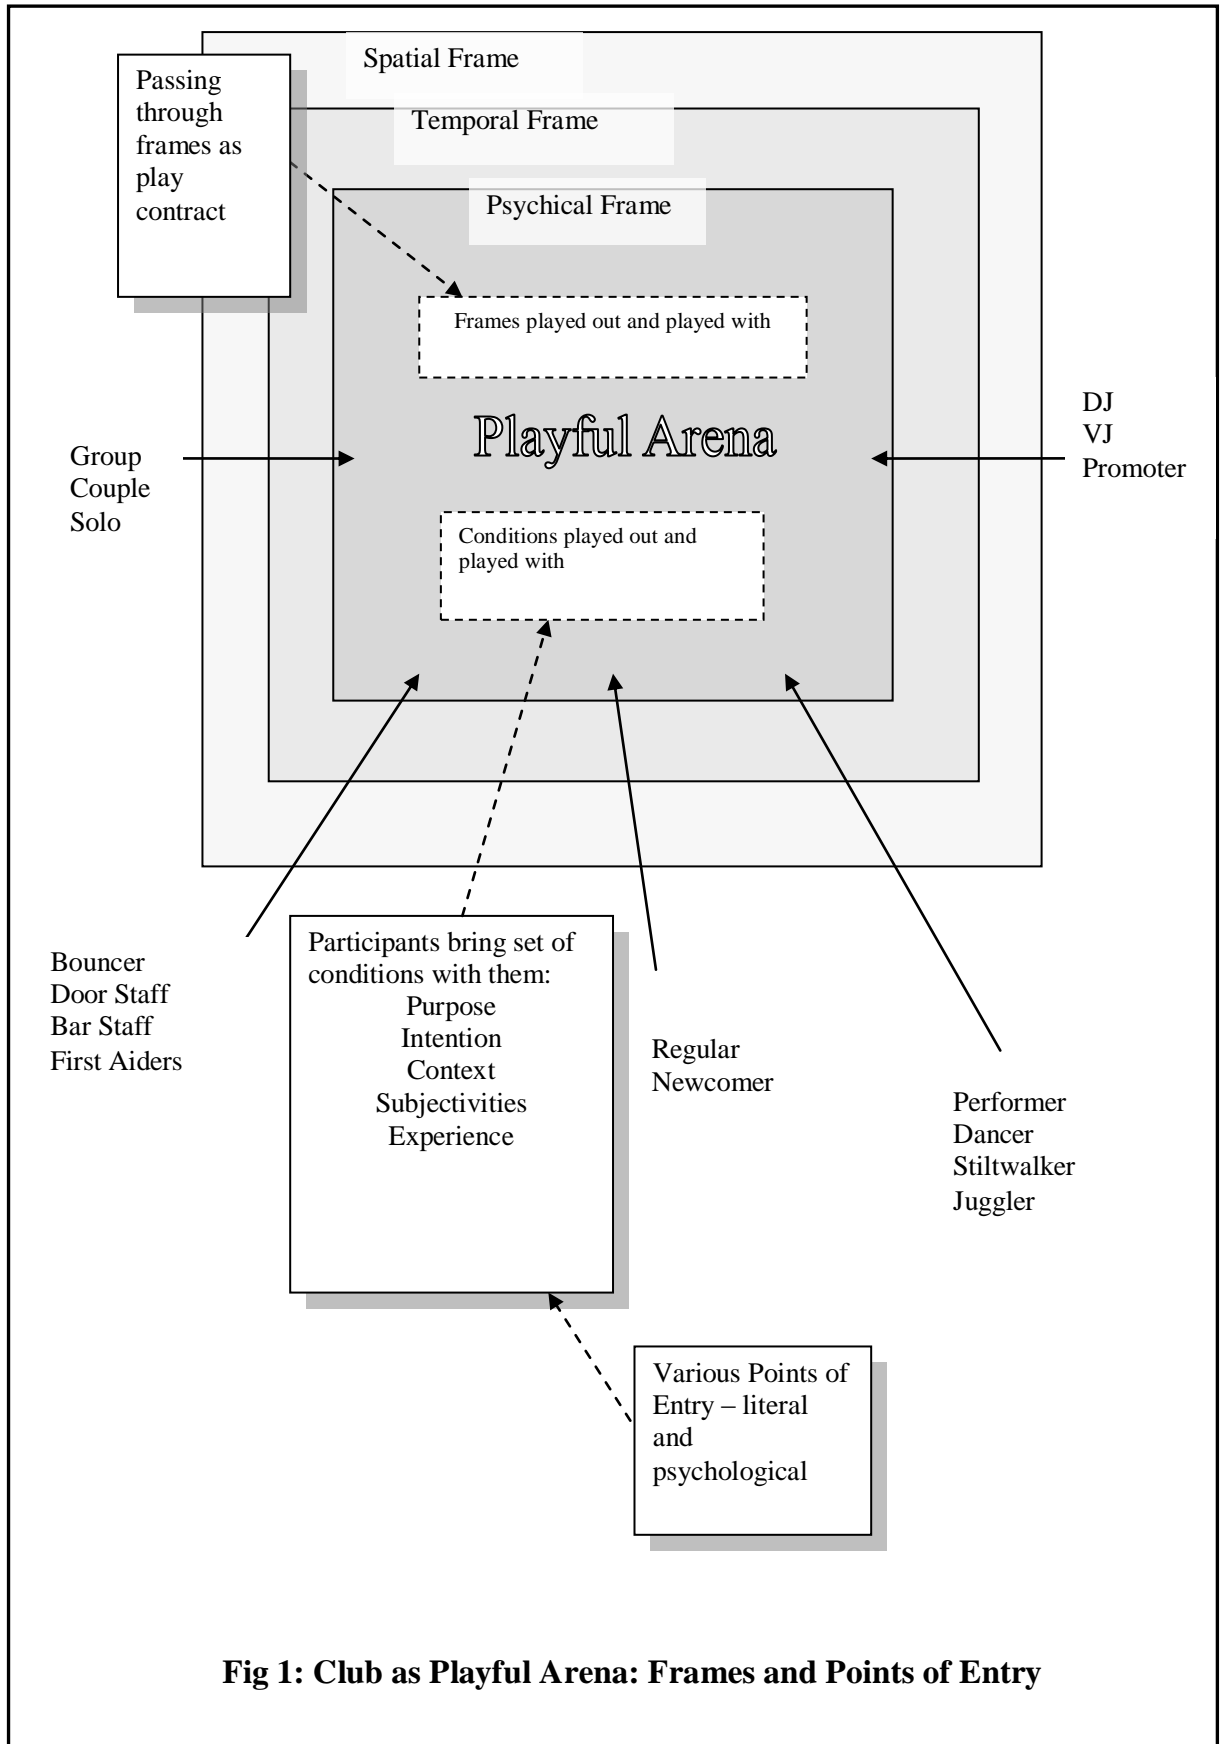 Spatial Frame
Passing
through
frames as
play
contract
Temporal Frame
Psychical Frame
Frames played out and played with
Playful Arena
DJ
VJ
Promoter
Group
Couple
Solo
Conditions played out and
played with
Bouncer
Door Staff
Bar Staff
First Aiders
Participants bring set of
conditions with them:
Purpose
Intention
Context
Subjectivities
Experience
Regular
Newcomer
Performer
Dancer
Stiltwalker
Juggler
Various Points of
Entry – literal
and
psychological
Fig 1: Club as Playful Arena: Frames and Points of Entry